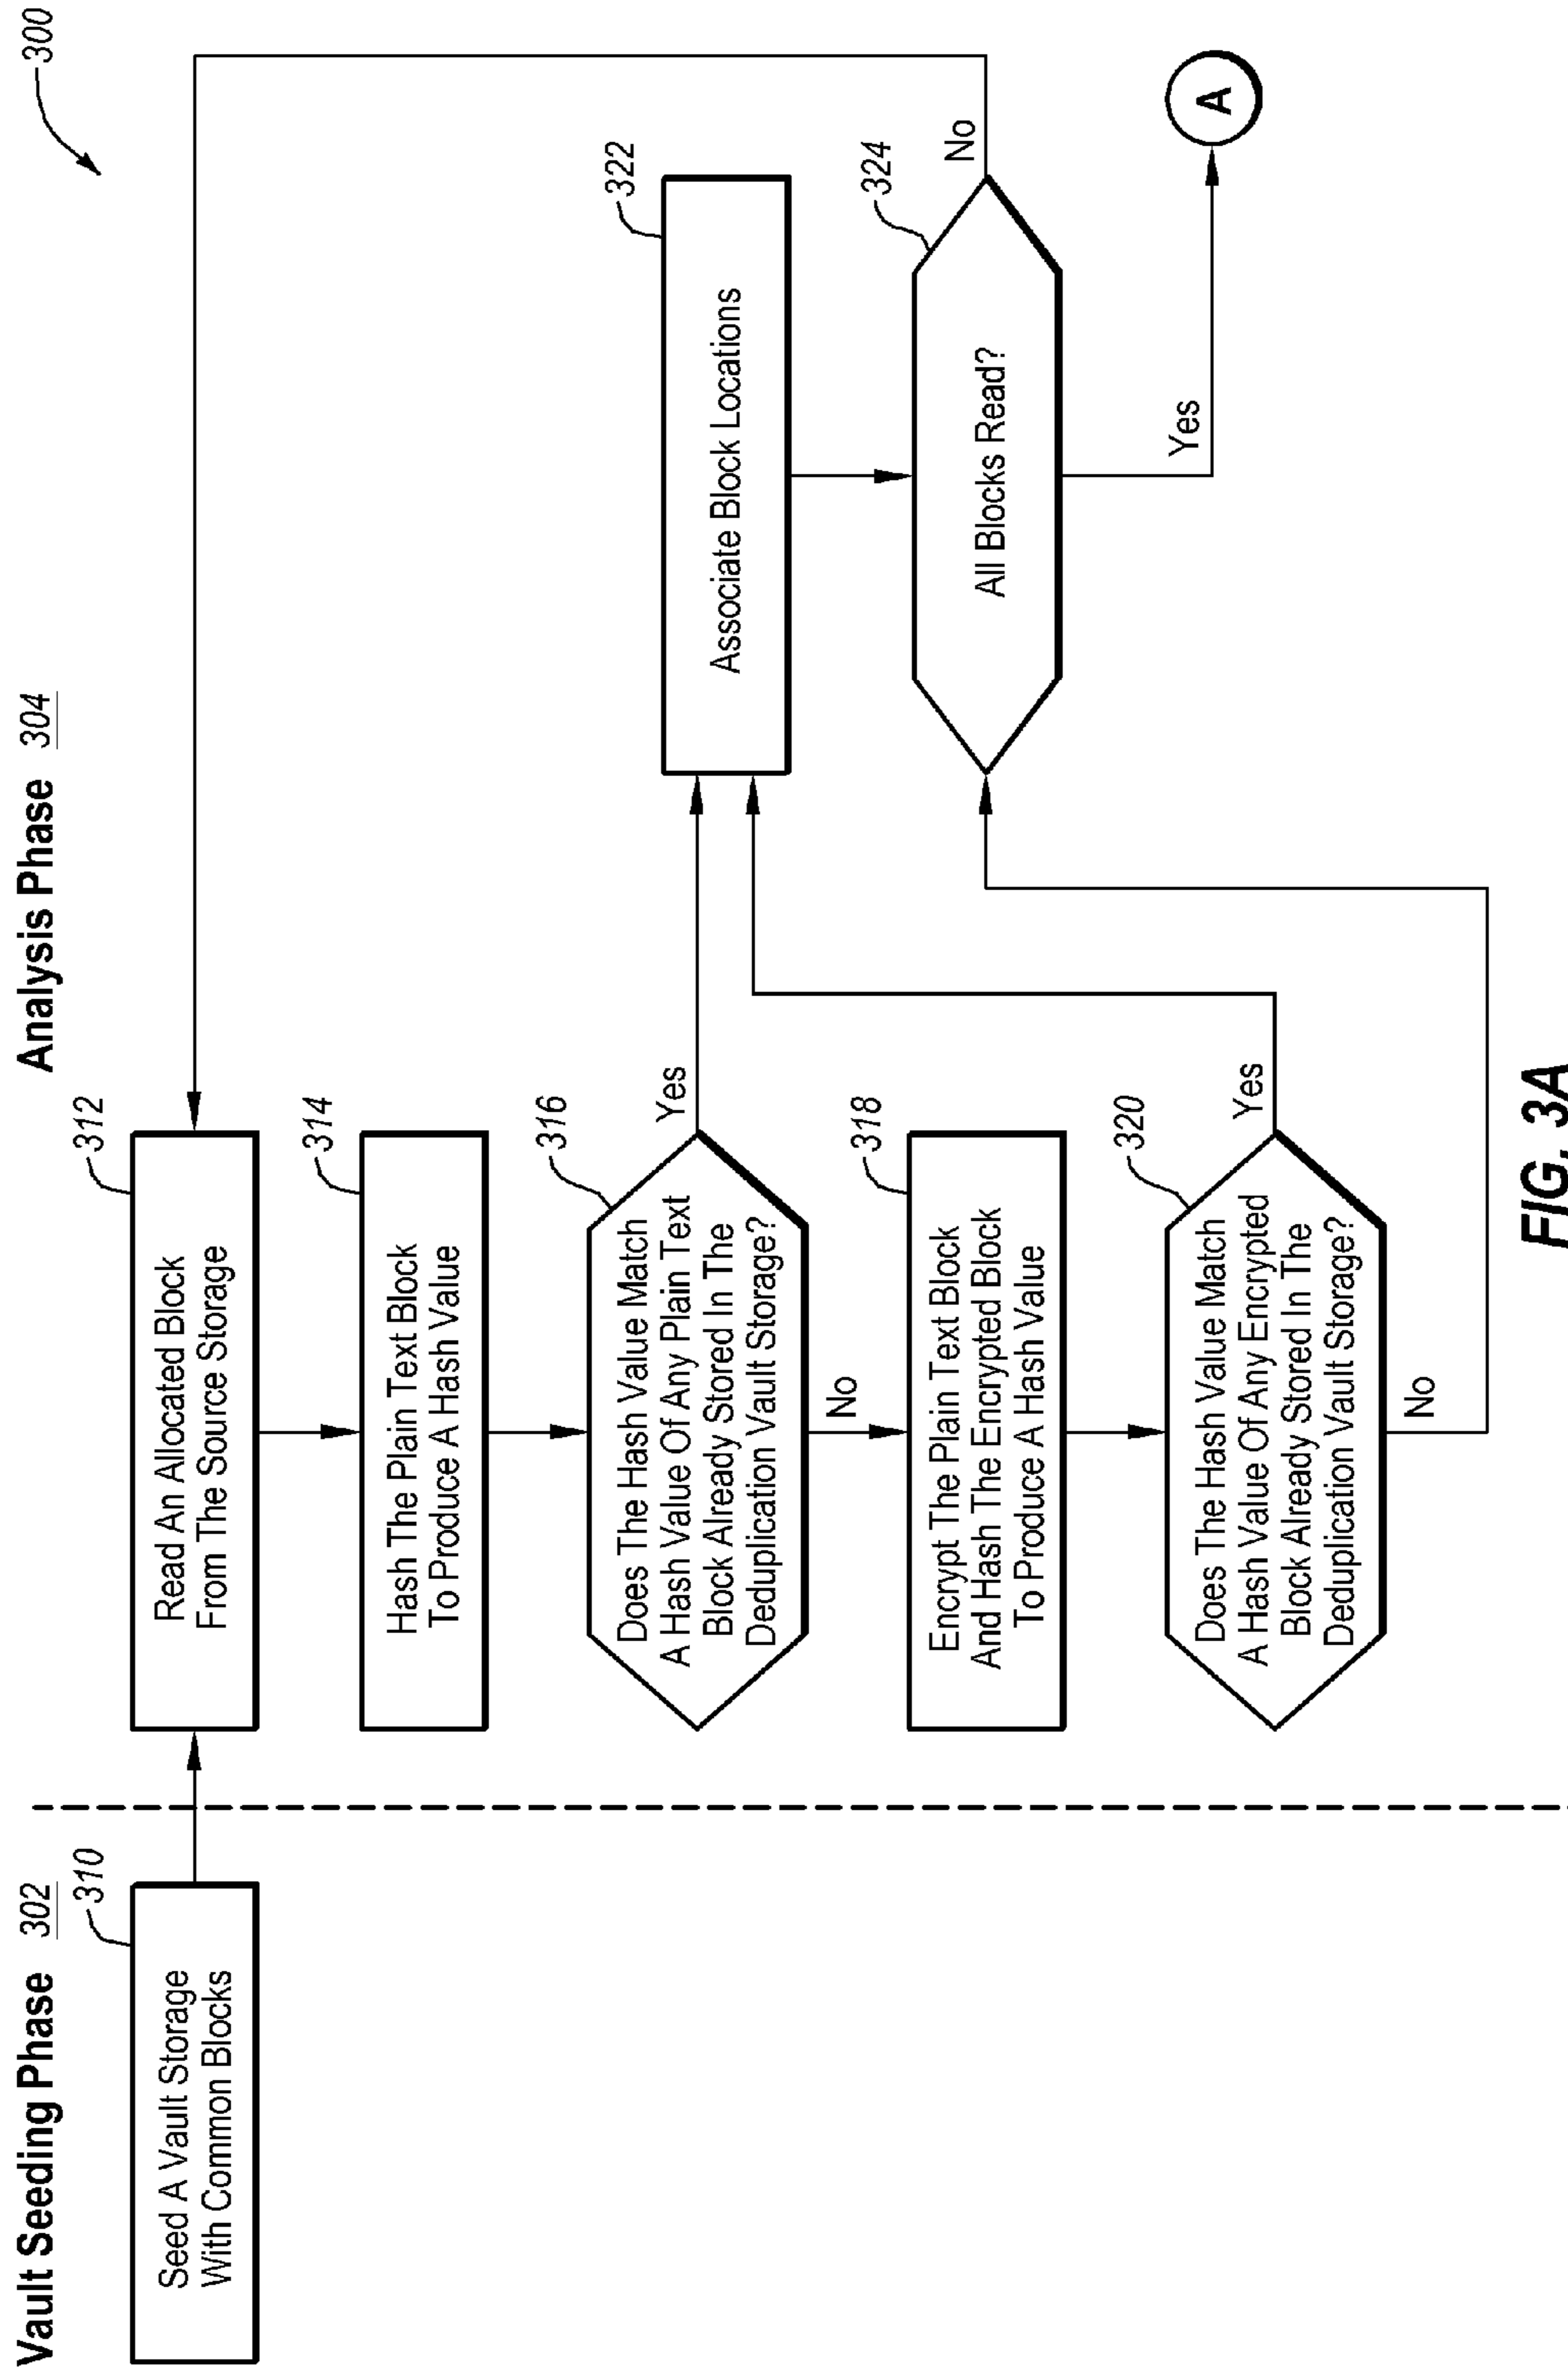 Vault Seeding Phase 302
Analysis Phase 304
300
310
Seed A Vault Storage
With Common Blocks
312
Read An Allocated Block
From The Source Storage
314
Hash The Plain Text Block
To Produce A Hash Value
316
Does The Hash Value Match
A Hash Value Of Any Plain Text
Block Already Stored In The
Deduplication Vault Storage?
Yes
No
318
Encrypt The Plain Text Block
And Hash The Encrypted Block
To Produce A Hash Value
320
Does The Hash Value Match
A Hash Value Of Any Encrypted
Block Already Stored In The
Deduplication Vault Storage?
Yes
No
322
Associate Block Locations
324
All Blocks Read?
No
Yes
A
FIG. 3A